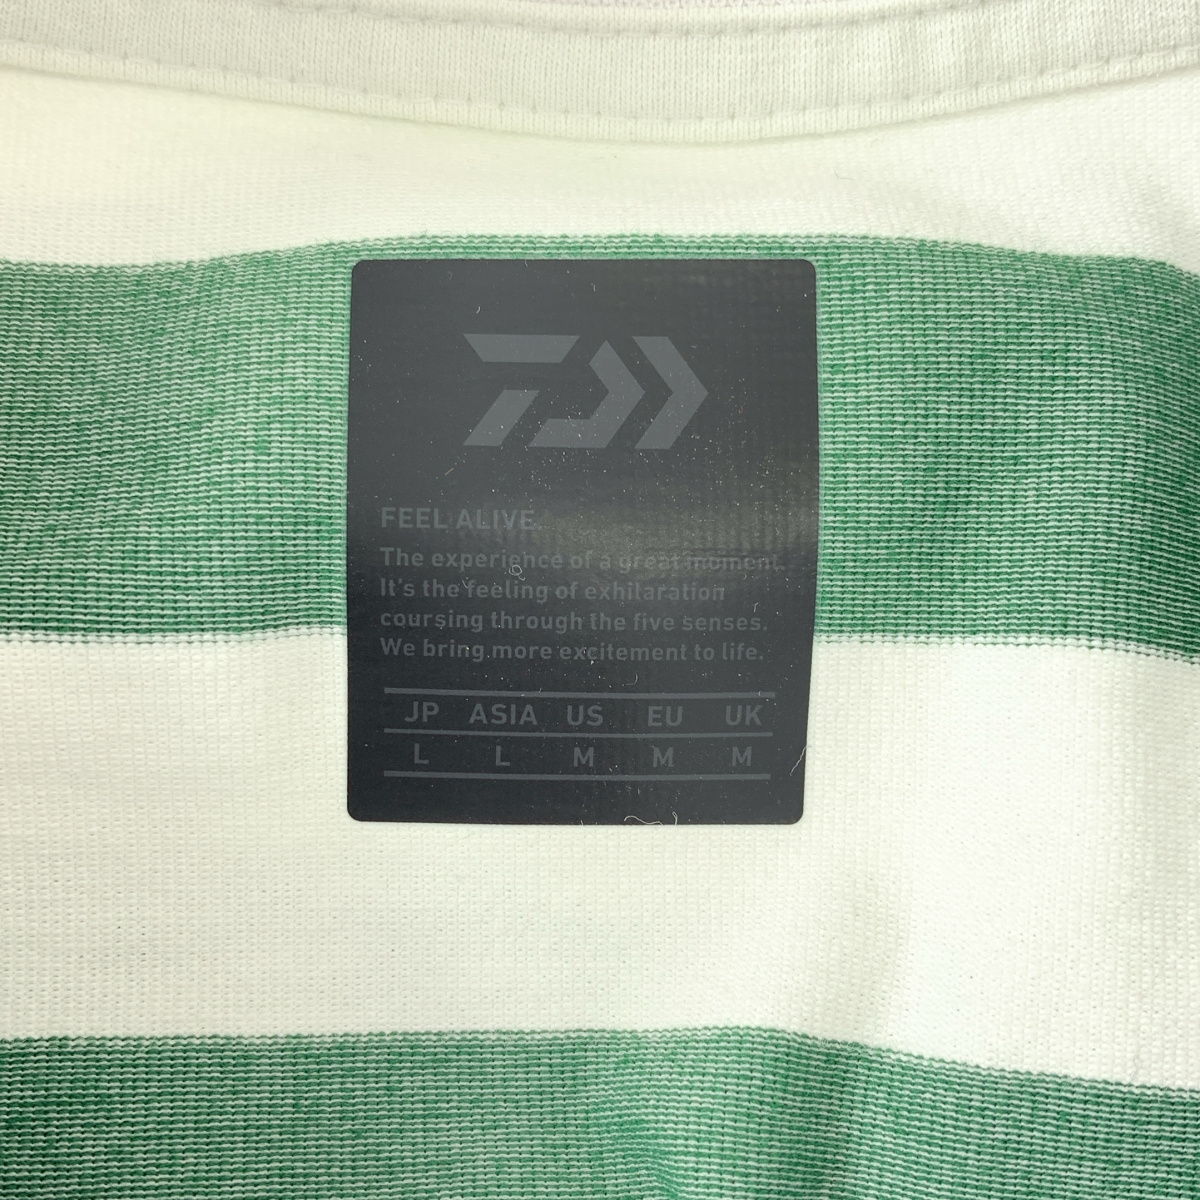 FEEL ALIVE.
The experience of a great moment.
It's the feeling of exhilaration
coursing through the five senses.
We bring more excitement to life.
JP ASIA US EU UK
L L M M M